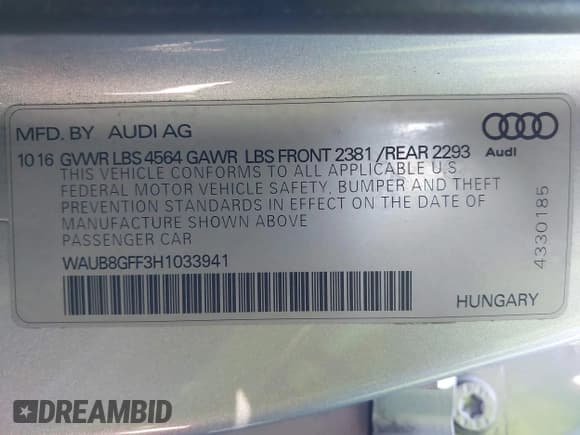 MFD. BY AUDI AG
Audi
10 16 GVWR LBS 4564 GAWR LBS FRONT 2381 /REAR 2293
THIS VEHICLE CONFORMS TO ALL APPLICABLE U.S.
FEDERAL MOTOR VEHICLE SAFETY, BUMPER AND THEFT
PREVENTION STANDARDS IN EFFECT ON THE DATE OF
MANUFACTURE SHOWN ABOVE
PASSENGER CAR
WAUB8GFF3H1033941
4330185
HUNGARY
DREAMBID